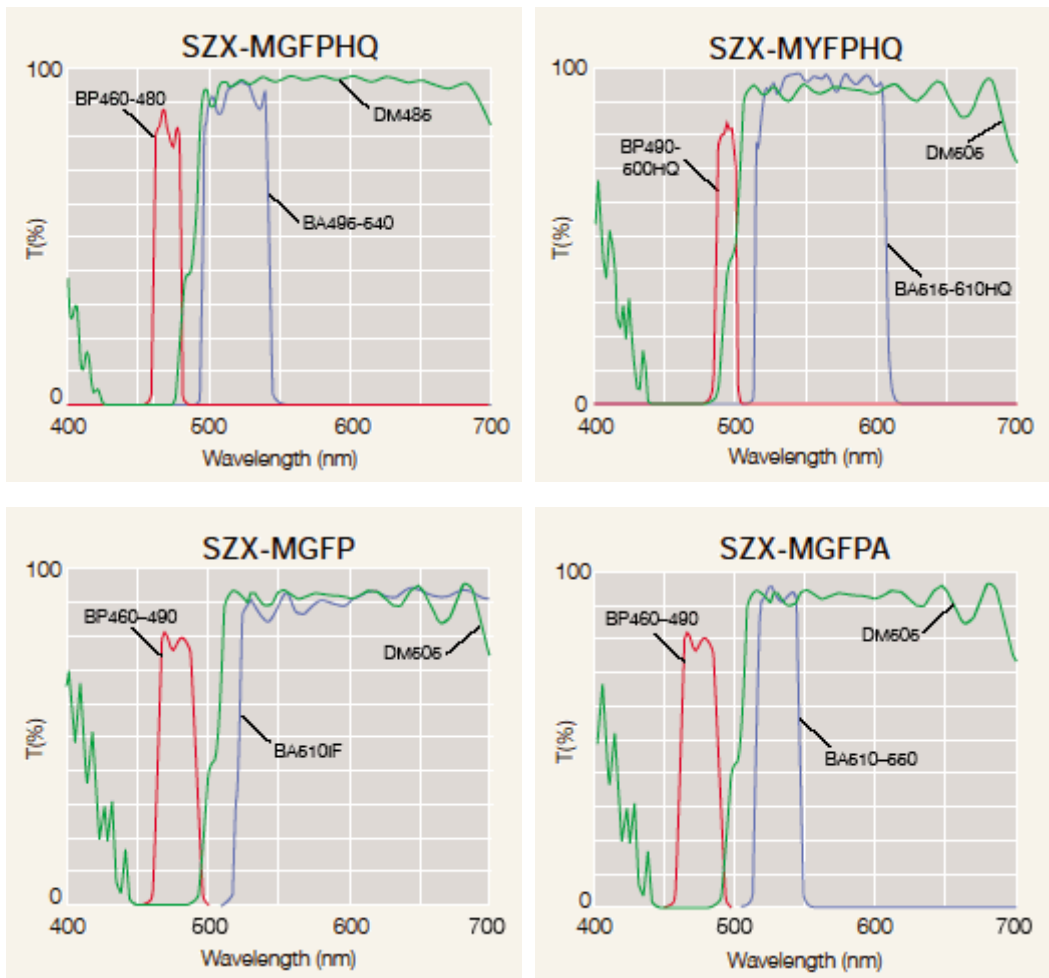 SZX-MGFPHQ
100
BP460-480
DM485
BA495-540
T(%)
0
400 500 600 700
Wavelength (nm)
SZX-MYFPHQ
100
BP490-
500HQ
DM505
BA515-610HQ
T(%)
0
400 500 600 700
Wavelength (nm)
SZX-MGFP
100
BP460–490
DM505
BA510IF
T(%)
0
400 500 600 700
Wavelength (nm)
SZX-MGFPA
100
BP460–490
DM505
BA510–550
T(%)
0
400 500 600 700
Wavelength (nm)